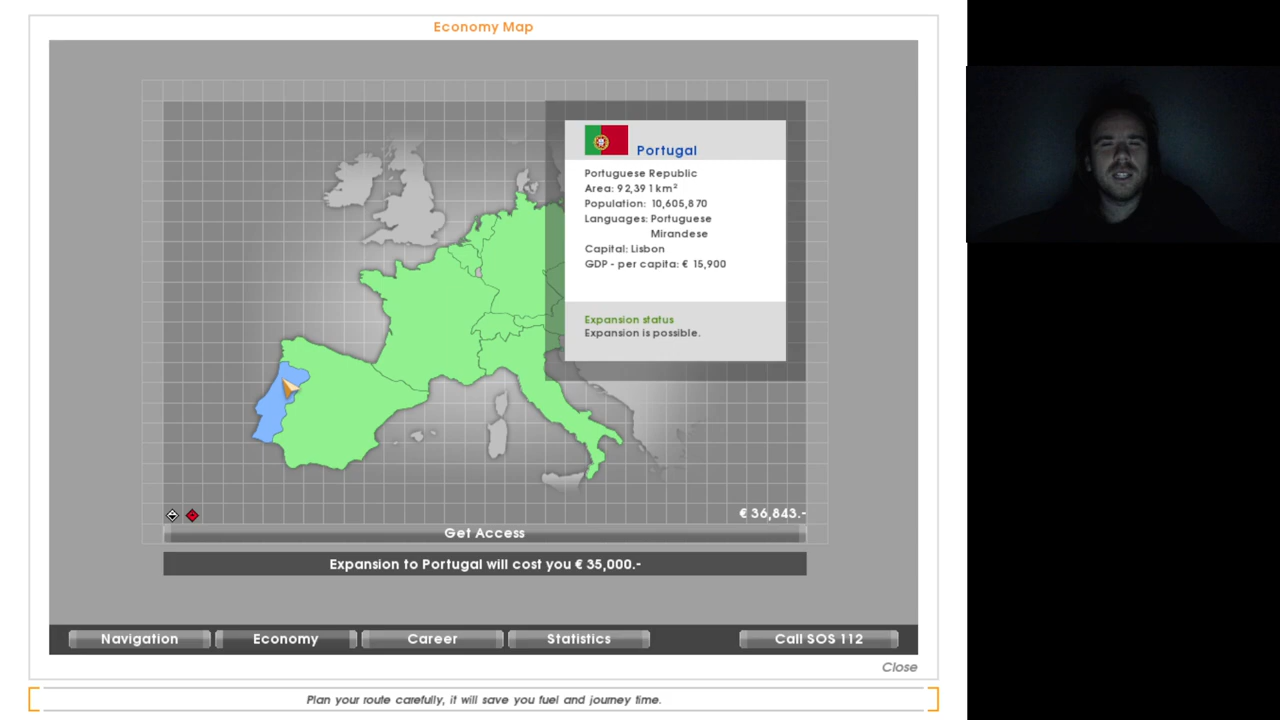 Economy Map
Portugal
Portuguese Republic
Area: 92,391 km²
Population: 10,605,870
Languages: Portuguese
Mirandese
Capital: Lisbon
GDP - per capita: € 15,900
Expansion status
Expansion is possible.
€ 36,843.-
Get Access
Expansion to Portugal will cost you € 35,000.-
Navigation
Economy
Career
Statistics
Call SOS 112
Close
Plan your route carefully, it will save you fuel and journey time.